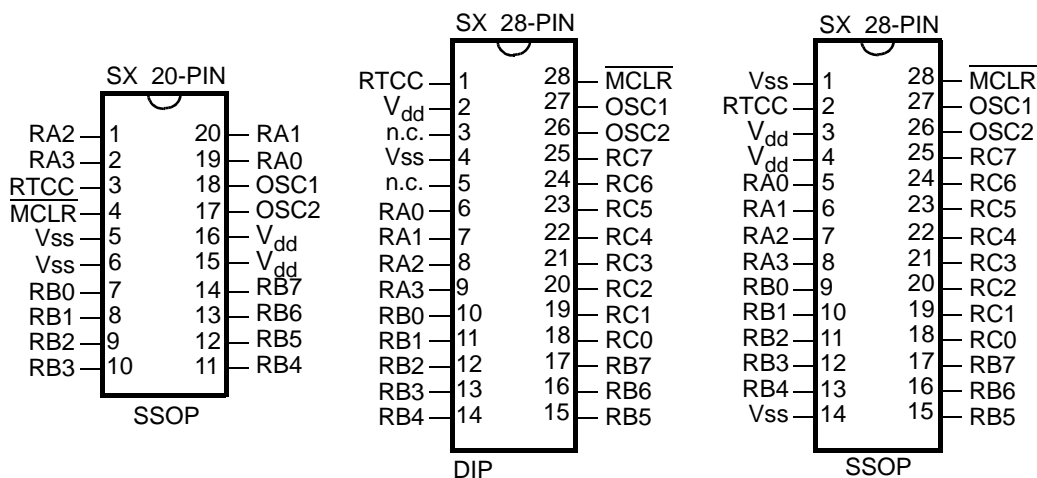 SX 20-PIN
RA2 1 20 RA1
RA3 2 19 RA0
RTCC 3 18 OSC1
MCLR 4 17 OSC2
Vss 5 16 Vdd
Vss 6 15 Vdd
RB0 7 14 RB7
RB1 8 13 RB6
RB2 9 12 RB5
RB3 10 11 RB4
SSOP
SX 28-PIN
RTCC 1 28 MCLR
Vdd 2 27 OSC1
n.c. 3 26 OSC2
Vss 4 25 RC7
n.c. 5 24 RC6
RA0 6 23 RC5
RA1 7 22 RC4
RA2 8 21 RC3
RA3 9 20 RC2
RB0 10 19 RC1
RB1 11 18 RC0
RB2 12 17 RB7
RB3 13 16 RB6
RB4 14 15 RB5
DIP
SX 28-PIN
Vss 1 28 MCLR
RTCC 2 27 OSC1
Vdd 3 26 OSC2
Vdd 4 25 RC7
RA0 5 24 RC6
RA1 6 23 RC5
RA2 7 22 RC4
RA3 8 21 RC3
RB0 9 20 RC2
RB1 10 19 RC1
RB2 11 18 RC0
RB3 12 17 RB7
RB4 13 16 RB6
Vss 14 15 RB5
SSOP